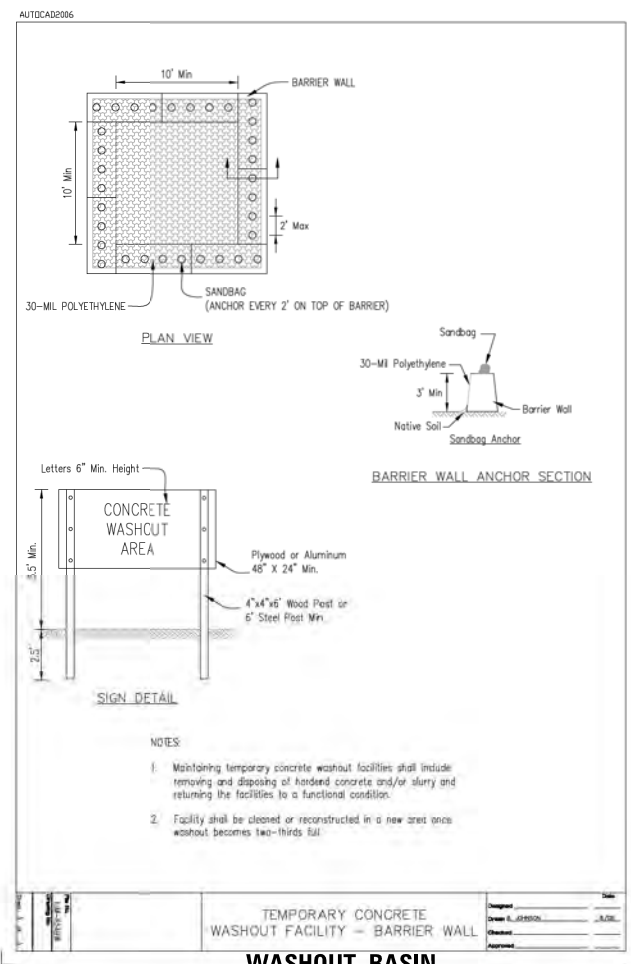 AUTOCAD2006
10' Min
BARRIER WALL
10' Min
2' Max
SANDBAG
30-MIL POLYETHYLENE
(ANCHOR EVERY 2' ON TOP OF BARRIER)
PLAN VIEW
Sandbag
30-Mil Polyethylene
3' Min
Barrier Wall
Native Soil
Sandbag Anchor
BARRIER WALL ANCHOR SECTION
Letters 6" Min. Height
CONCRETE
WASHOUT
AREA
Plywood or Aluminum
48" X 24" Min.
3.5' Min.
4"x4"x6' Wood Post or
6' Steel Post Min
2.5'
SIGN DETAIL
NOTES:
1. Maintaining temporary concrete washout facilities shall include
removing and disposing of hardend concrete and/or slurry and
returning the facilities to a functional condition.
2. Facility shall be cleaned or reconstructed in a new area once
washout becomes two-thirds full
TEMPORARY CONCRETE
WASHOUT FACILITY - BARRIER WALL
Date
Designed
Drawn B. JOHNSON
Checked
Approved
File No.
Drawing No.
WASHOUT BASIN